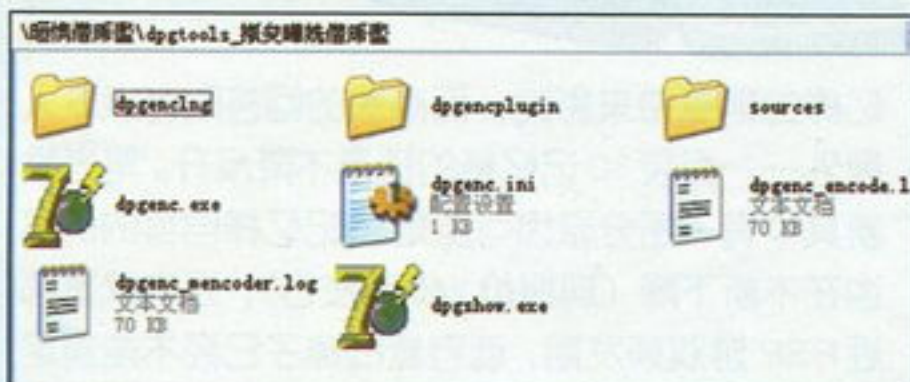 dpgtools_
dpgenclng
dpgencplugin
sources
dpgenc.exe
dpgenc.ini
配置设置
1 KB
dpgenc_encode.l
文本文档
70 KB
dpgenc_mencoder.log
文本文档
70 KB
dpgshow.exe